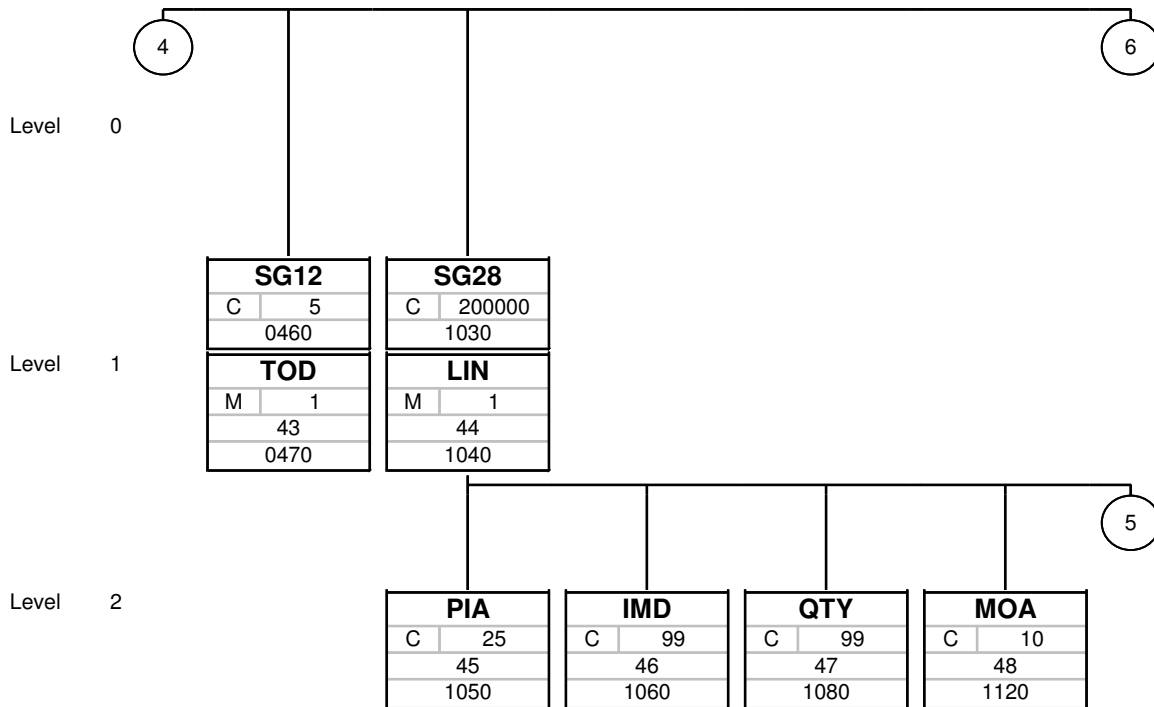 4 6
Level 0
SG12 SG28
C 5 C 200000
0460 1030
Level 1
TOD LIN
M 1 M 1
43 44
0470 1040
5
Level 2
PIA IMD QTY MOA
C 25 C 99 C 99 C 10
45 46 47 48
1050 1060 1080 1120